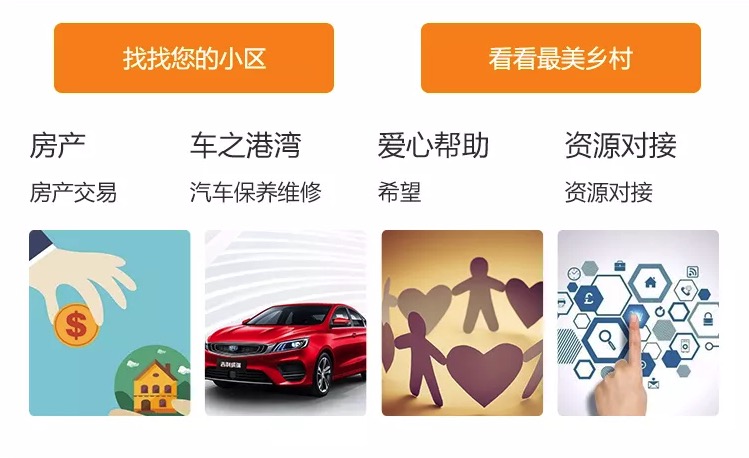 找找您的小区
看看最美乡村
房产
车之港湾
爱心帮助
资源对接
房产交易
汽车保养维修
希望
资源对接
$
£